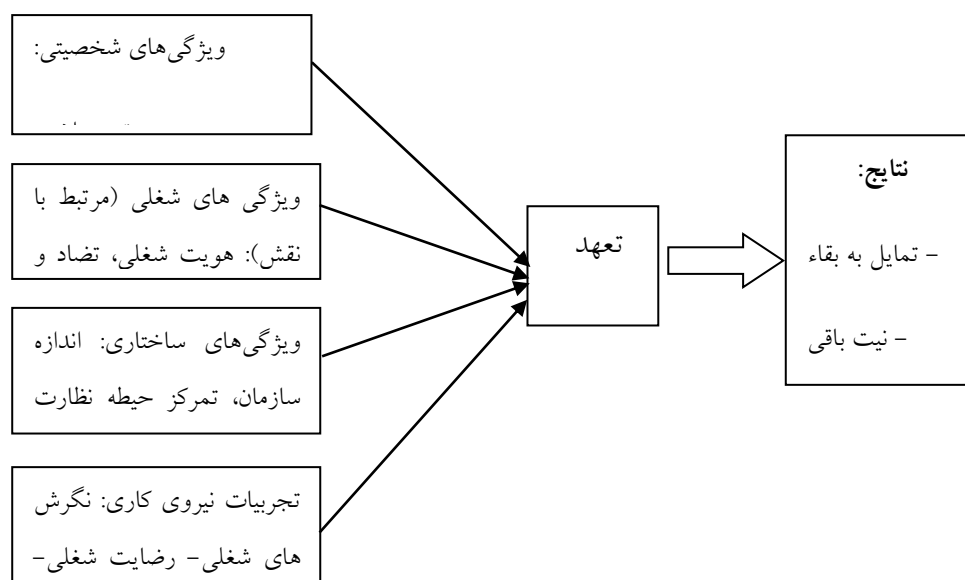 ویژگی‌های شخصیتی:
ویژگی های شغلی (مرتبط با
نقش): هویت شغلی، تضاد و
ویژگی‌های ساختاری: اندازه
سازمان، تمرکز حیطه نظارت
تجربیات نیروی کاری: نگرش
های شغلی– رضایت شغلی–
تعهد
نتایج:
– تمایل به بقاء
– نیت باقی